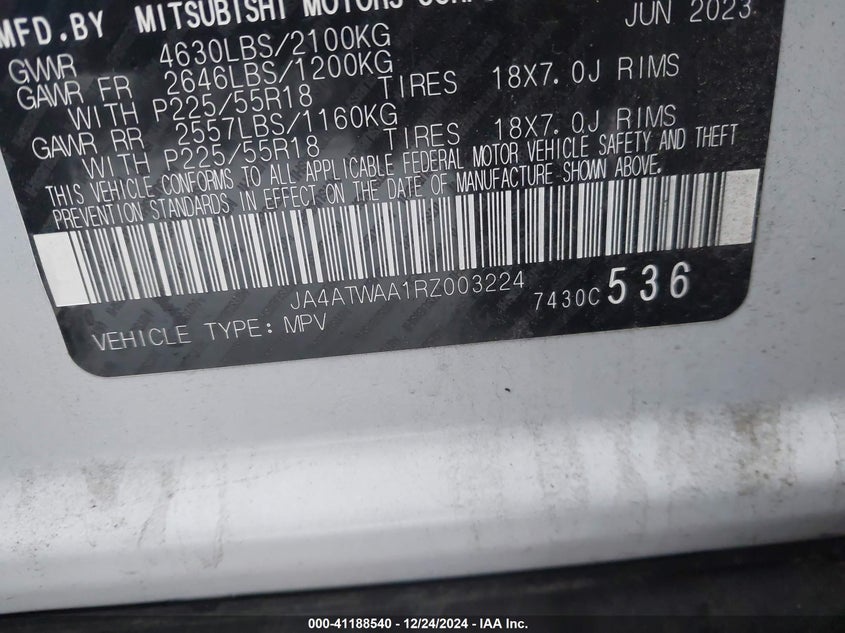 MFD. BY MITSUBISHI MOTORS JUN 2023
GVWR 4630LBS/2100KG
GAWR FR 2646LBS/1200KG
WITH P225/55R18 TIRES 18X7.0J RIMS
GAWR RR 2557LBS/1160KG
WITH P225/55R18 TIRES 18X7.0J RIMS
THIS VEHICLE CONFORMS TO ALL APPLICABLE FEDERAL MOTOR VEHICLE SAFETY AND THEFT
PREVENTION STANDARDS IN EFFECT ON THE DATE OF MANUFACTURE SHOWN ABOVE.
JA4ATWAA1RZ003224 7430C 536
VEHICLE TYPE: MPV
000-41188540 - 12/24/2024 - IAA Inc.